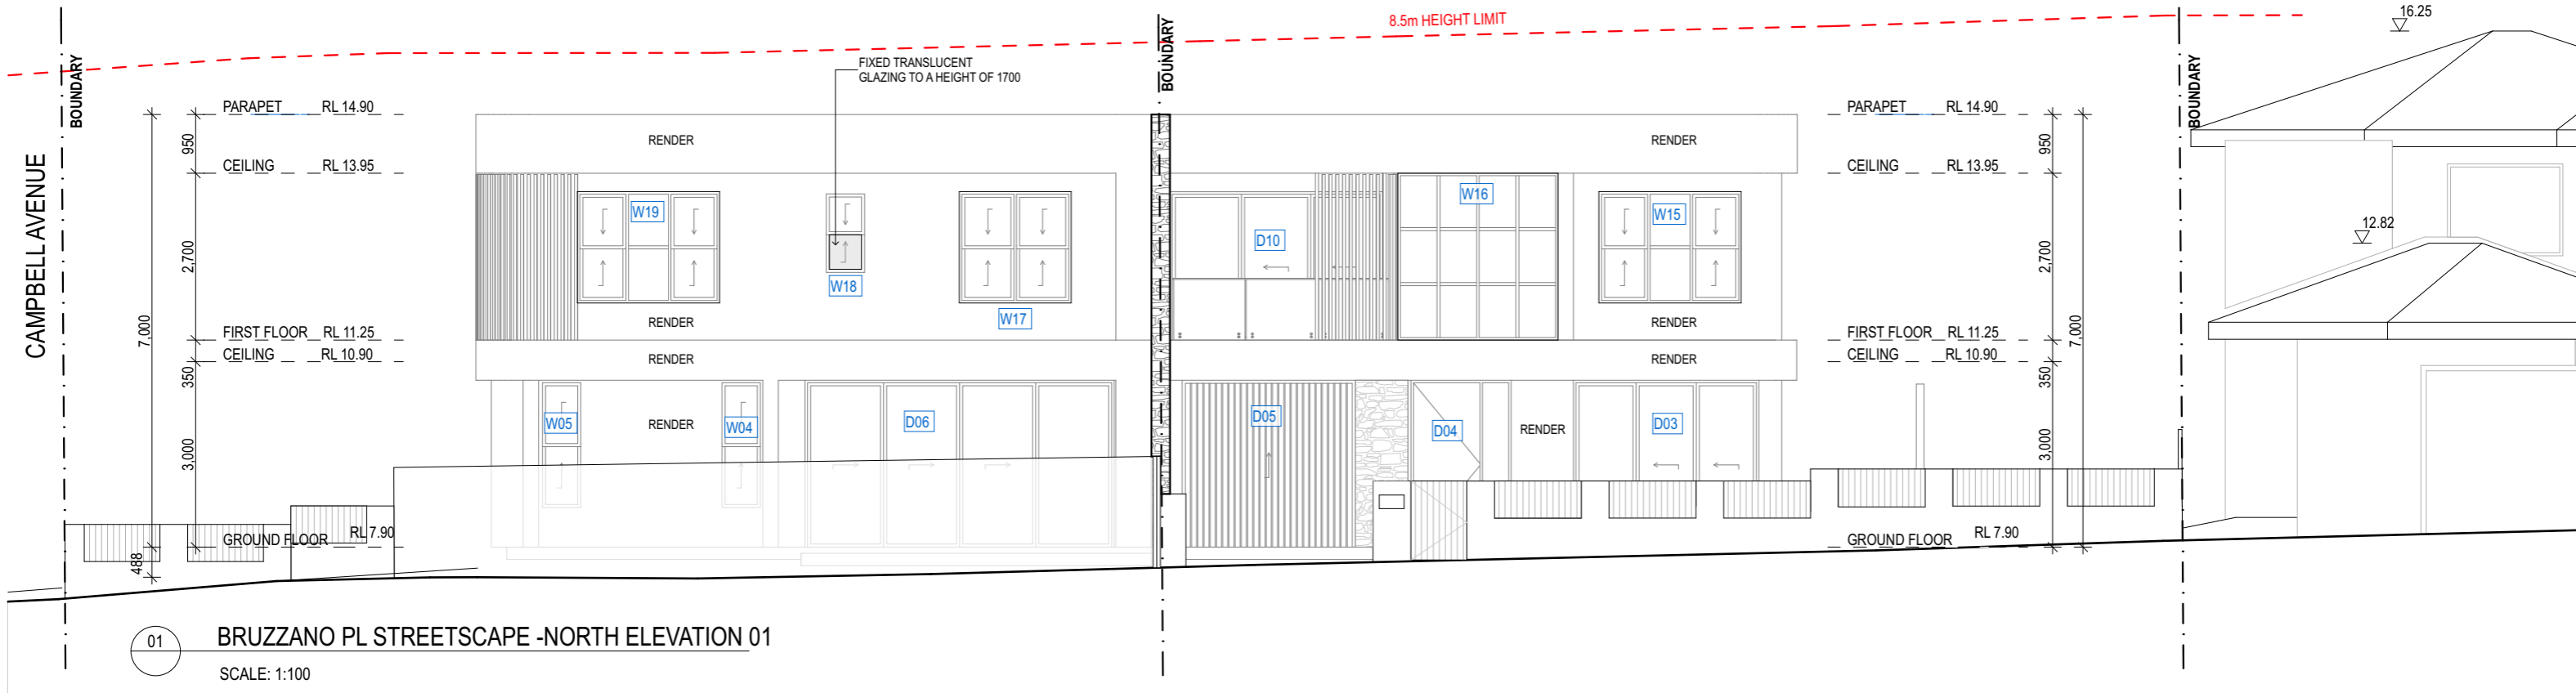 8.5m HEIGHT LIMIT
16.25
BOUNDARY
BOUNDARY
BOUNDARY
FIXED TRANSLUCENT
GLAZING TO A HEIGHT OF 1700
PARAPET RL 14.90
PARAPET RL 14.90
950
RENDER
RENDER
950
CEILING RL 13.95
CEILING RL 13.95
CAMPBELL AVENUE
W19
W16
W15
12.82
D10
2,700
2,700
W18
W17
7,000
RENDER
RENDER
7,000
FIRST FLOOR RL 11.25
FIRST FLOOR RL 11.25
CEILING RL 10.90
RENDER
RENDER
CEILING RL 10.90
350
350
W05
RENDER
W04
D06
D05
D04
RENDER
D03
3,0000
3,0000
GROUND FLOOR RL 7.90
GROUND FLOOR RL 7.90
488
01
BRUZZANO PL STREETSCAPE -NORTH ELEVATION 01
SCALE: 1:100